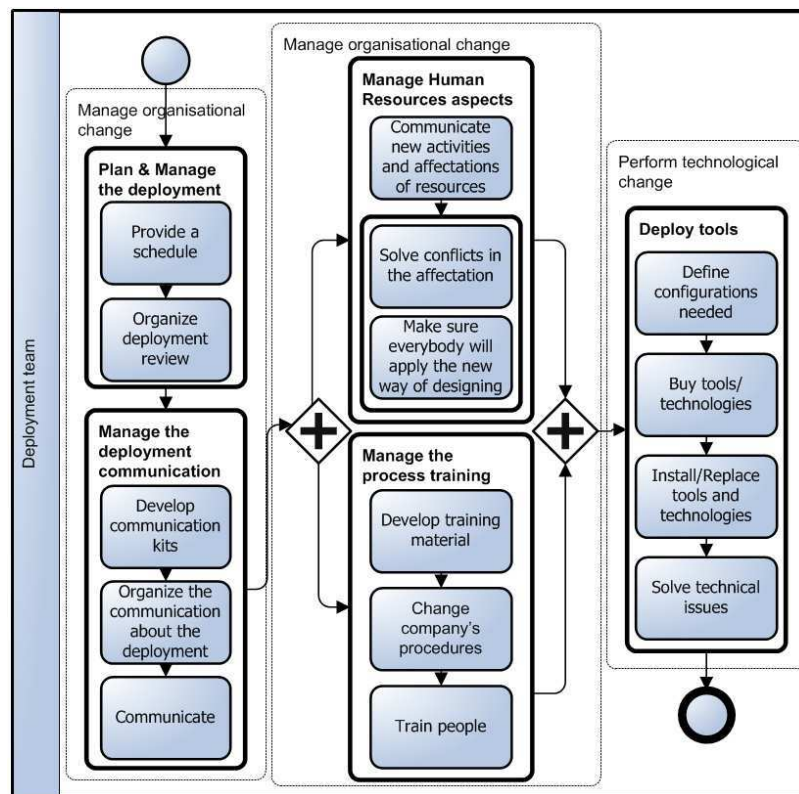 Deployment team
Manage organisational
change
Plan & Manage
the deployment
Provide a
schedule
Organize
deployment
review
Manage the
deployment
communication
Develop
communication
kits
Organize the
communication
about the
deployment
Communicate
Manage organisational change
Manage Human
Resources aspects
Communicate
new activities
and affectations
of resources
Solve conflicts in
the affectation
Make sure
everybody will
apply the new
way of designing
Manage the
process training
Develop training
material
Change
company's
procedures
Train people
Perform technological
change
Deploy tools
Define
configurations
needed
Buy tools/
technologies
Install/Replace
tools and
technologies
Solve technical
issues